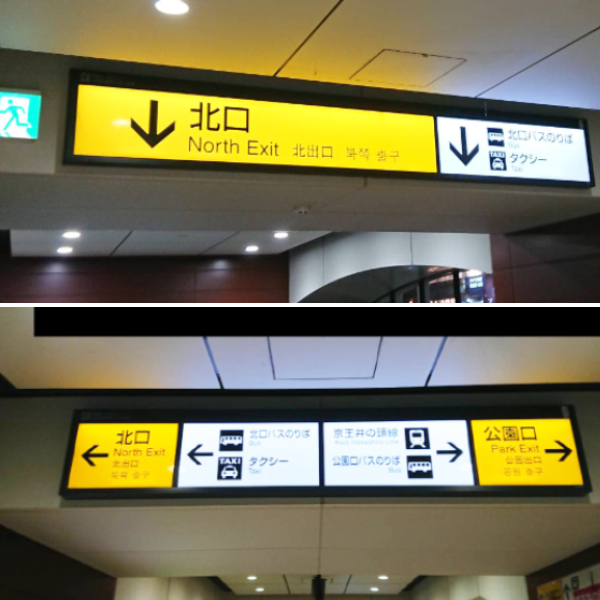 北口
North Exit 北出口 북쪽 출구
北口バスのりば
Bus
TAXI タクシー
Taxi
北口
North Exit
北出口
북쪽 출구
北口バスのりば
Bus
TAXI タクシー
Taxi
京王井の頭線
公園口バスのりば
Bus
公園口
Park Exit
公园出口
공원 출구